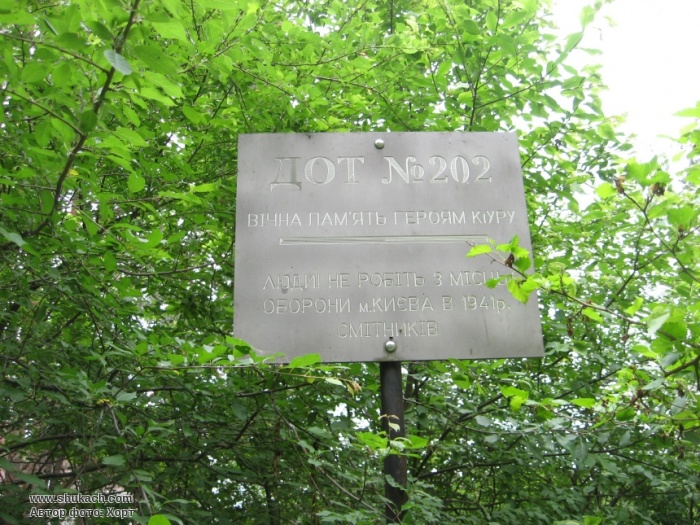 ДОТ №202
ВІЧНА ПАМ'ЯТЬ ГЕРОЯМ КіУРУ
ЛЮДИ! НЕ РОБІТЬ З МІСЦЬ
ОБОРОНИ м.КИЄВА В 1941р.
СМІТНИКІВ
www.shukach.com
Автор фото: Хорт